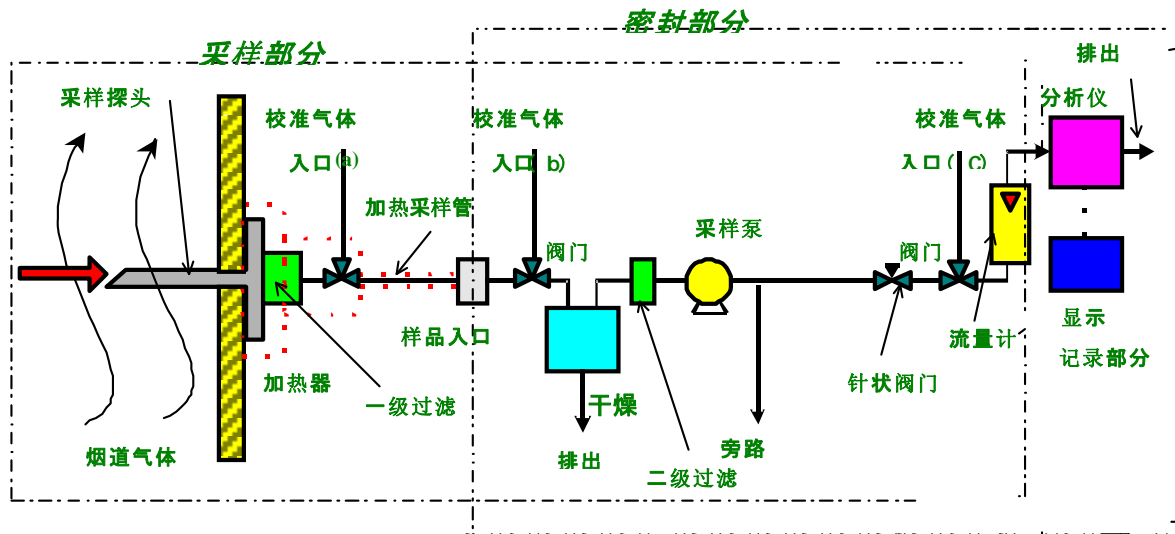 密封部分
采样部分
排出
采样探头
分析仪
校准气体
入口(a)
校准气体
入口 b)
校准气体
入口( C)
加热采样管
采样泵
阀门
阀门
样品入口
显示
流量计
记录部分
加热器
针状阀门
一级过滤
干燥
旁路
烟道气体
排出
二级过滤